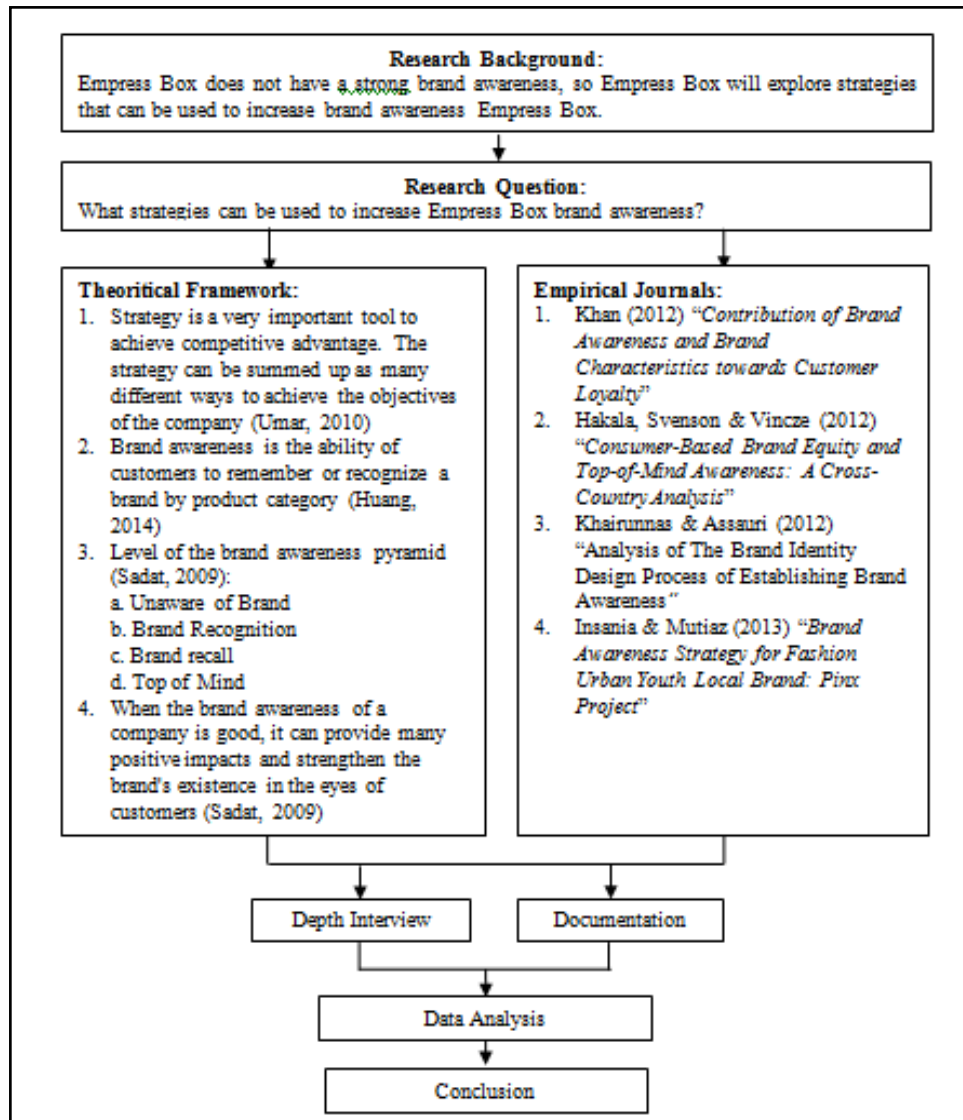 Research Background:
Empress Box does not have a strong brand awareness, so Empress Box will explore strategies
that can be used to increase brand awareness Empress Box.
Research Question:
What strategies can be used to increase Empress Box brand awareness?
Theoritical Framework:
1. Strategy is a very important tool to
achieve competitive advantage. The
strategy can be summed up as many
different ways to achieve the objectives
of the company (Umar, 2010)
2. Brand awareness is the ability of
customers to remember or recognize a
brand by product category (Huang,
2014)
3. Level of the brand awareness pyramid
(Sadat, 2009):
a. Unaware of Brand
b. Brand Recognition
c. Brand recall
d. Top of Mind
4. When the brand awareness of a
company is good, it can provide many
positive impacts and strengthen the
brand's existence in the eyes of
customers (Sadat, 2009)
Empirical Journals:
1. Khan (2012) "Contribution of Brand
Awareness and Brand
Characteristics towards Customer
Loyalty"
2. Hakala, Svenson & Vincze (2012)
"Consumer-Based Brand Equity and
Top-of-Mind Awareness: A Cross-
Country Analysis"
3. Khairunnas & Assauri (2012)
"Analysis of The Brand Identity
Design Process of Establishing Brand
Awareness"
4. Insania & Mutiaz (2013) "Brand
Awareness Strategy for Fashion
Urban Youth Local Brand: Pinx
Project"
Depth Interview
Documentation
Data Analysis
Conclusion